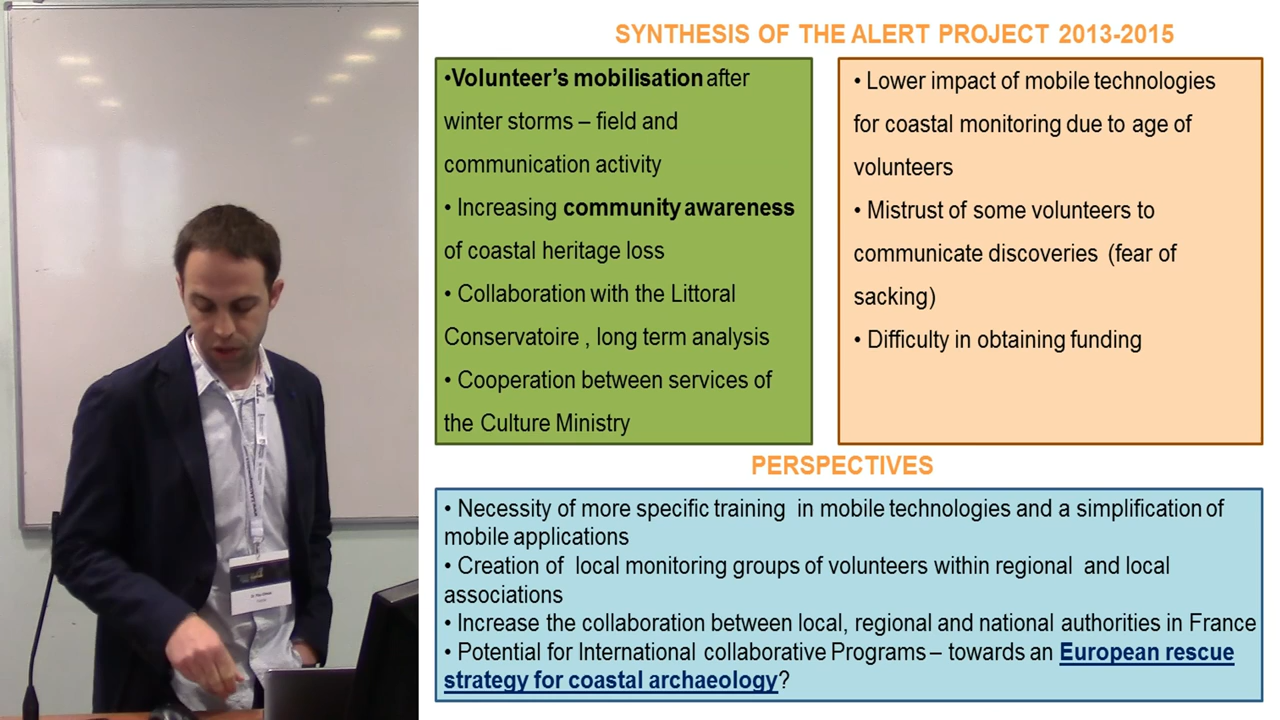 SYNTHESIS OF THE ALERT PROJECT 2013-2015
•Volunteer's mobilisation after
winter storms – field and
communication activity
• Increasing community awareness
of coastal heritage loss
• Collaboration with the Littoral
Conservatoire , long term analysis
• Cooperation between services of
the Culture Ministry
• Lower impact of mobile technologies
for coastal monitoring due to age of
volunteers
• Mistrust of some volunteers to
communicate discoveries (fear of
sacking)
• Difficulty in obtaining funding
PERSPECTIVES
• Necessity of more specific training in mobile technologies and a simplification of
mobile applications
• Creation of local monitoring groups of volunteers within regional and local
associations
• Increase the collaboration between local, regional and national authorities in France
• Potential for International collaborative Programs – towards an European rescue
strategy for coastal archaeology?